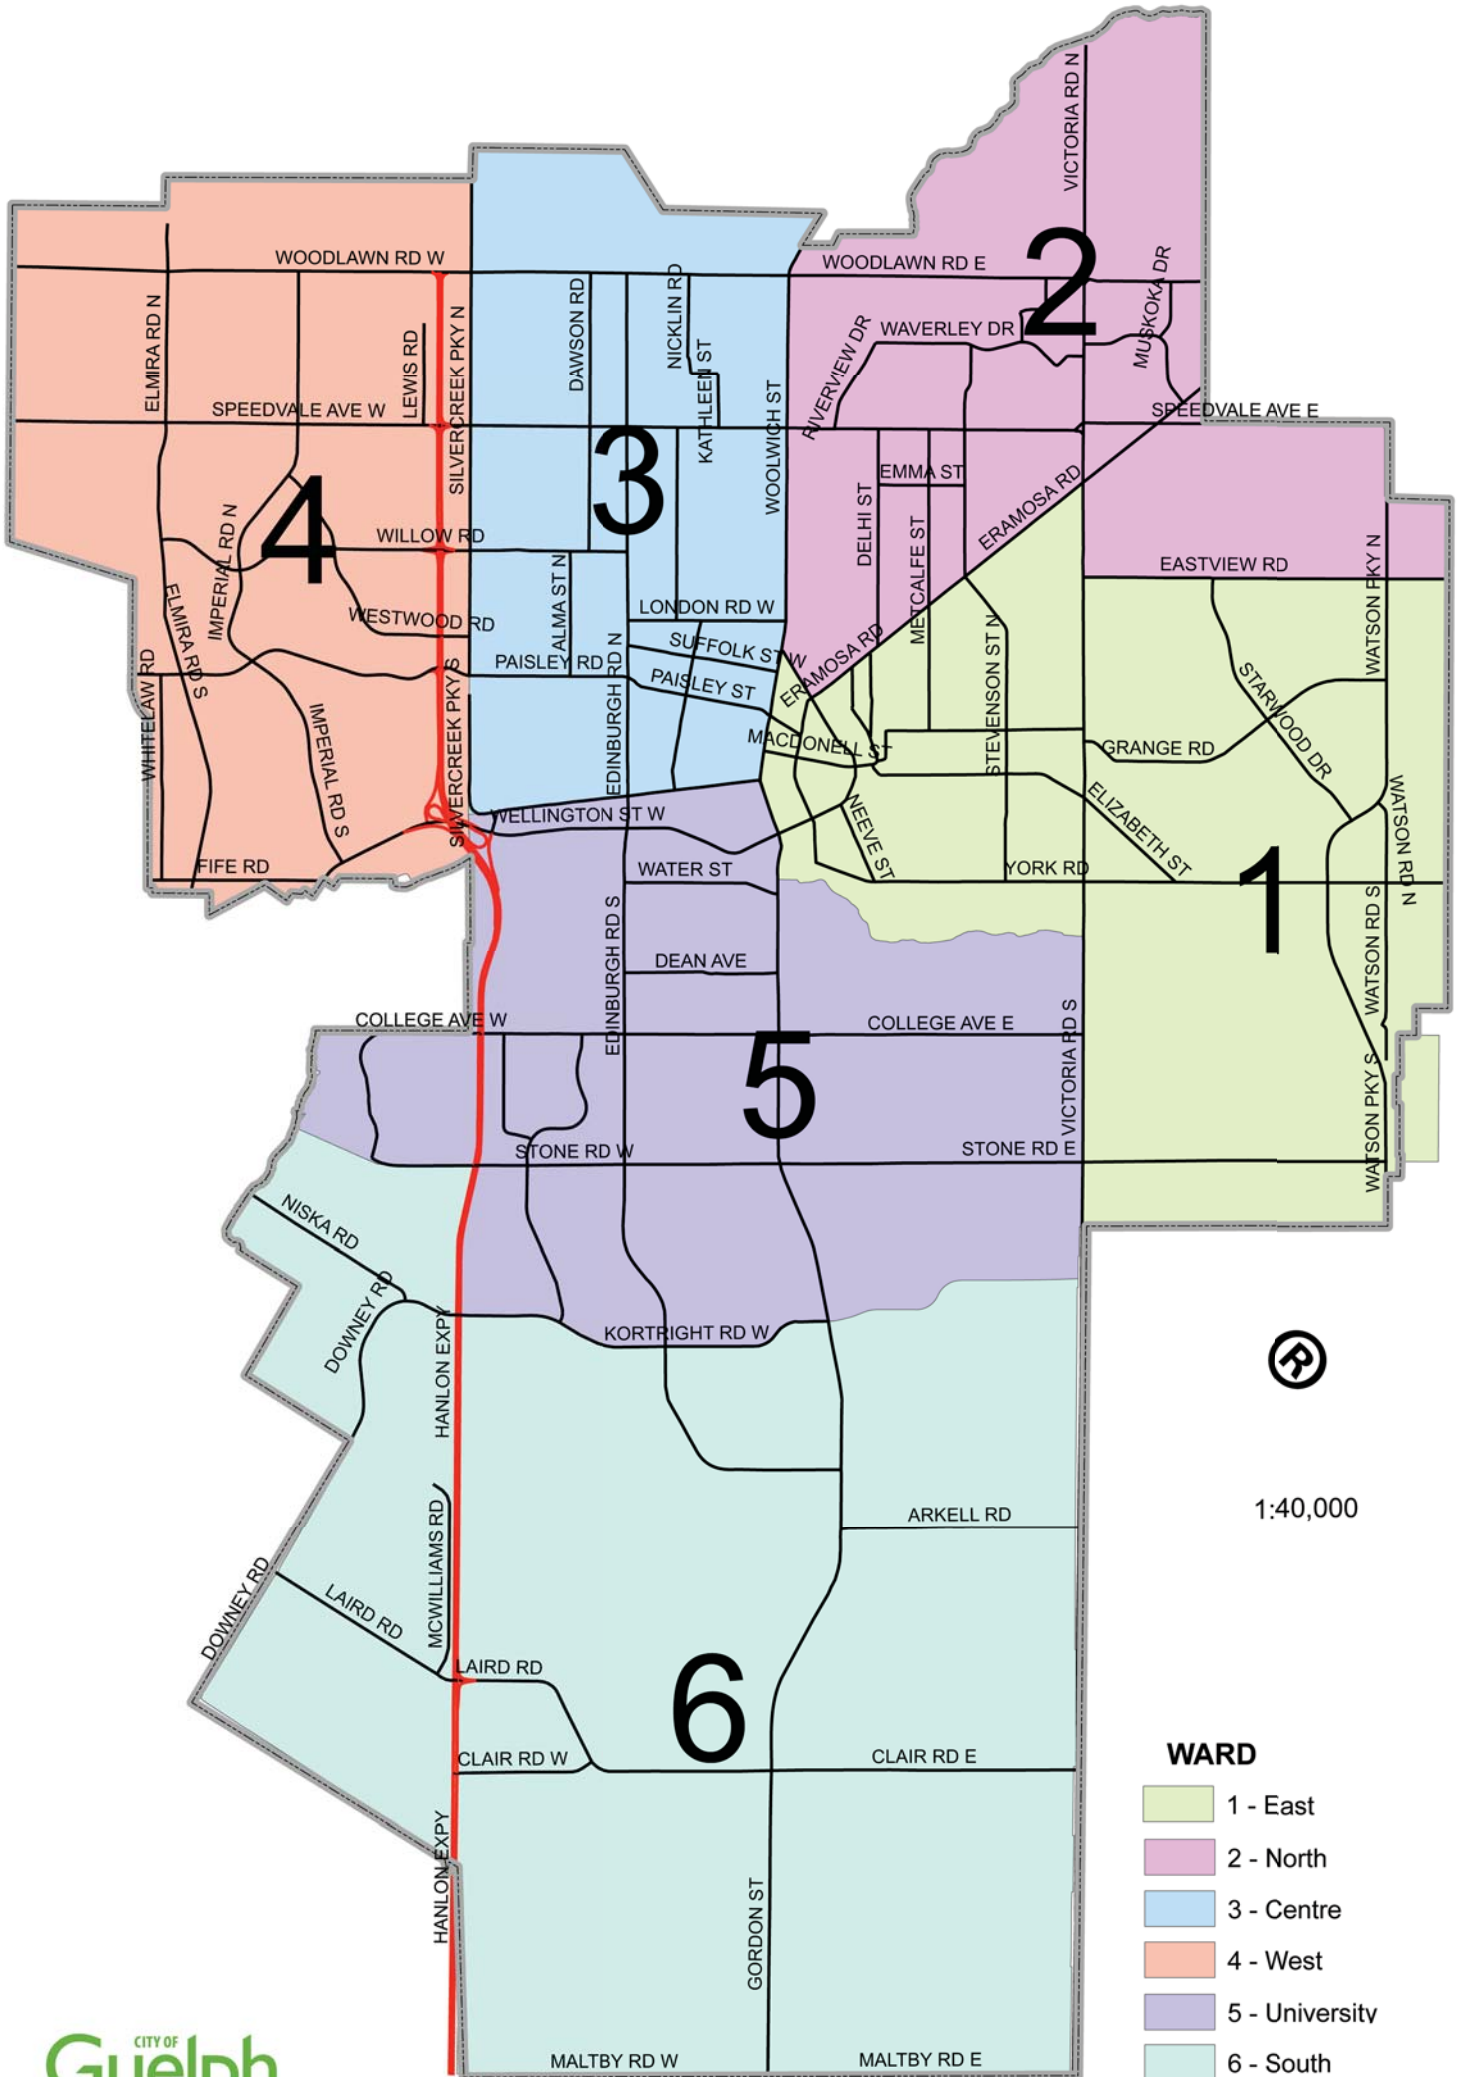 VICTORIA RD N
WOODLAWN RD W
WOODLAWN RD E
2
MUSKOKA DR
ELMIRA RD N
LEWIS RD
SILVERCREEK PKY N
DAWSON RD
NICKLIN RD
KATHLEEN ST
WOOLWICH ST
RIVERVIEW DR
WAVERLEY DR
SPEEDVALE AVE W
SPEEDVALE AVE E
3
4
EMMA ST
DELHI ST
METCALFE ST
ERAMOSA RD
IMPERIAL RD N
WILLOW RD
EASTVIEW RD
WATSON PKY N
ELMIRA RD S
WESTWOOD RD
ALMA ST N
LONDON RD W
SUFFOLK ST W
ERAMOSA RD
STEVENSON ST N
WHITELAW RD
PAISLEY RD
PAISLEY ST
EDINBURGH RD N
STARWOOD DR
IMPERIAL RD S
SILVERCREEK PKY S
MACDONELL ST
GRANGE RD
WELLINGTON ST W
NEEVE ST
ELIZABETH ST
WATSON RD N
FIFE RD
WATER ST
YORK RD
1
EDINBURGH RD S
WATSON RD S
DEAN AVE
COLLEGE AVE W
COLLEGE AVE E
5
VICTORIA RD S
WATSON PKY S
STONE RD W
STONE RD E
NISKA RD
DOWNEY RD
HANLON EXPY
KORTRIGHT RD W
R
1:40,000
MCWILLIAMS RD
ARKELL RD
DOWNEY RD
LAIRD RD
LAIRD RD
6
CLAIR RD W
CLAIR RD E
HANLON EXPY
GORDON ST
MALTBY RD W
MALTBY RD E
WARD
1 - East
2 - North
3 - Centre
4 - West
5 - University
6 - South
CITY OF
Guelph